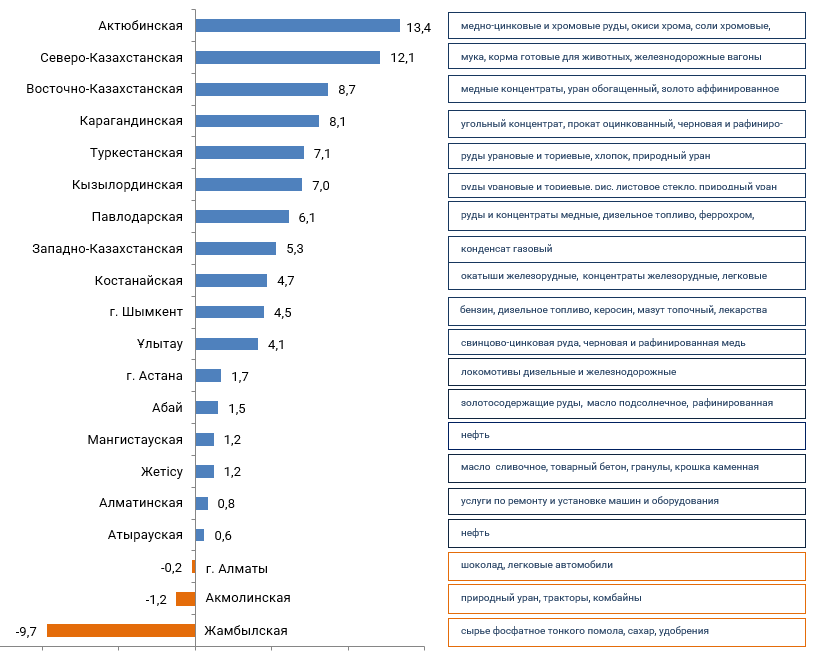 Актюбинская 13,4 медно-цинковые и хромовые руды, окиси хрома, соли хромовые,
Северо-Казахстанская 12,1 мука, корма готовые для животных, железнодорожные вагоны
Восточно-Казахстанская 8,7 медные концентраты, уран обогащенный, золото аффинированное
Карагандинская 8,1 угольный концентрат, прокат оцинкованный, черновая и рафиниро-
Туркестанская 7,1 руды урановые и ториевые, хлопок, природный уран
Кызылординская 7,0 руды урановые и ториевые, рис, листовое стекло, природный уран
Павлодарская 6,1 руды и концентраты медные, дизельное топливо, феррохром,
Западно-Казахстанская 5,3 конденсат газовый
Костанайская 4,7 окатыши железорудные, концентраты железорудные, легковые
г. Шымкент 4,5 бензин, дизельное топливо, керосин, мазут топочный, лекарства
Ұлытау 4,1 свинцово-цинковая руда, черновая и рафинированная медь
г. Астана 1,7 локомотивы дизельные и железнодорожные
Абай 1,5 золотосодержащие руды, масло подсолнечное, рафинированная
Мангистауская 1,2 нефть
Жетісу 1,2 масло сливочное, товарный бетон, гранулы, крошка каменная
Алматинская 0,8 услуги по ремонту и установке машин и оборудования
Атырауская 0,6 нефть
-0,2 г. Алматы шоколад, легковые автомобили
-1,2 Акмолинская природный уран, тракторы, комбайны
-9,7 Жамбылская сырье фосфатное тонкого помола, сахар, удобрения